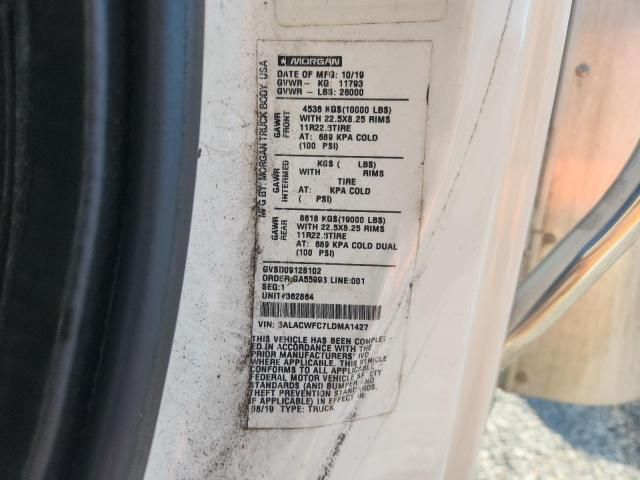 MORGAN
MFG BY: MORGAN TRUCK BODY, USA
DATE OF MFG: 10/19
GVWR- KG: 11793
GVWR - LBS: 26000
GAWR
FRONT
4536 KGS(10000 LBS)
WITH 22.5X8.25 RIMS
11R22.5TIRE
AT: 689 KPA COLD
(100 PSI)
GAWR
INTERMED
KGS ( LBS)
WITH RIMS
TIRE
AT: KPA COLD
( PSI)
GAWR
REAR
8618 KGS(19000 LBS)
WITH 22.5X8.25 RIMS
11R22.5TIRE
AT: 689 KPA COLD DUAL
(100 PSI)
GVSD09128102
ORDER:GA55993 LINE:001
SEQ:1
UNIT#362864
VIN: 3ALACWFC7LDMA1427
THIS VEHICLE HAS BEEN COMPLETED
IN ACCORDANCE WITH THE
PRIOR MANUFACTURERS' IVD
WHERE APPLICABLE. THIS VEHICLE
CONFORMS TO ALL APPLICABLE
FEDERAL MOTOR VEHICLE SAFETY
STANDARDS (AND BUMPER AND
THEFT PREVENTION STANDARDS,
IF APPLICABLE) IN EFFECT IN:
08/19 TYPE: TRUCK